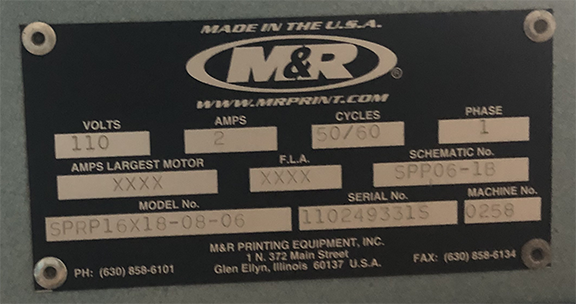 MADE IN THE U.S.A.
M&R
®
WWW.MRPRINT.COM
VOLTS AMPS CYCLES PHASE
110 2 50/60 1
AMPS LARGEST MOTOR F.L.A. SCHEMATIC No.
XXXX XXXX SPP06-18
MODEL No. SERIAL No. MACHINE No.
SPRP16X18-08-06 110249331S 0258
M&R PRINTING EQUIPMENT, INC.
1 N. 372 Main Street
PH: (630) 858-6101 Glen Ellyn, Illinois 60137 U.S.A. FAX: (630) 858-6134